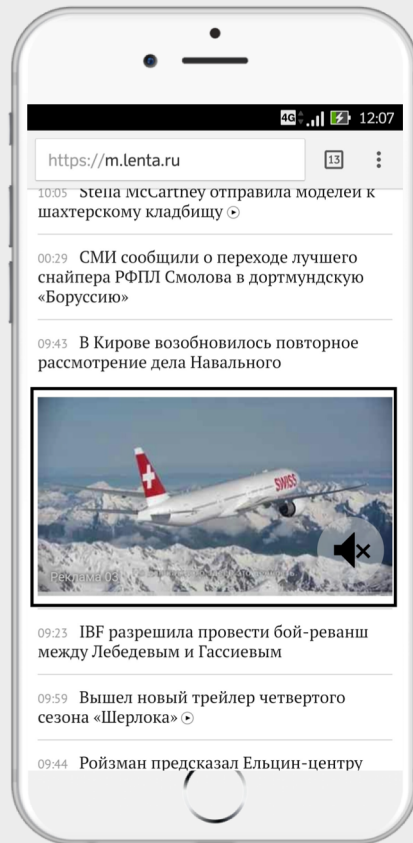 4G 12:07
https://m.lenta.ru 13
10:05 Stella McCartney отправила моделей к
шахтерскому кладбищу
00:29 СМИ сообщили о переходе лучшего
снайпера РФПЛ Смолова в дортмундскую
«Боруссию»
09:43 В Кирове возобновилось повторное
рассмотрение дела Навального
SWISS
Реклама 03
09:23 IBF разрешила провести бой-реванш
между Лебедевым и Гассиевым
09:59 Вышел новый трейлер четвертого
сезона «Шерлока»
09:44 Ройзман предсказал Ельцин-центру